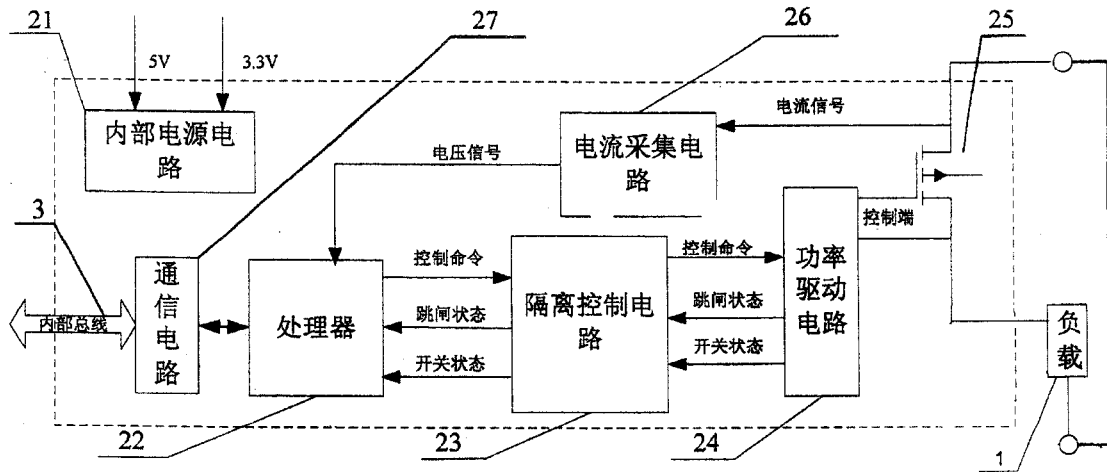 21
27
26
25
5V
3.3V
内部电源电
路
电流信号
电流采集电
路
电压信号
3
控制端
通
信
电
路
内部总线
处理器
控制命令
跳闸状态
开关状态
隔离控制电
路
控制命令
跳闸状态
开关状态
功率
驱动
电路
负
载
22
23
24
1